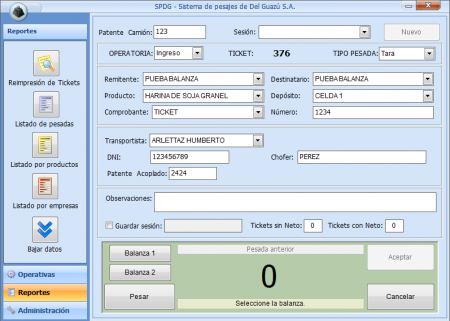 SPDG - Sistema de pesajes de Del Guazú S.A.
Reportes
Reimpresión de Tickets
Listado de pesadas
Listado por productos
Listado por empresas
Bajar datos
Operativas
Reportes
Administración
Patente Camión: 123 Sesión: Nuevo
OPERATORIA: Ingreso TICKET: 376 TIPO PESADA: Tara
Remitente: PUEBA BALANZA Destinatario: PUEBA BALANZA
Producto: HARINA DE SOJA GRANEL Depósito: CELDA 1
Comprobante: TICKET Número: 1234
Transportista: ARLETTAZ HUMBERTO
DNI: 123456789 Chofer: PEREZ
Patente Acoplado: 2424
Observaciones:
Guardar sesión: Tickets sin Neto: 0 Tickets con Neto: 0
Balanza 1 Pesada anterior Aceptar
Balanza 2 0
Pesar Seleccione la balanza. Cancelar